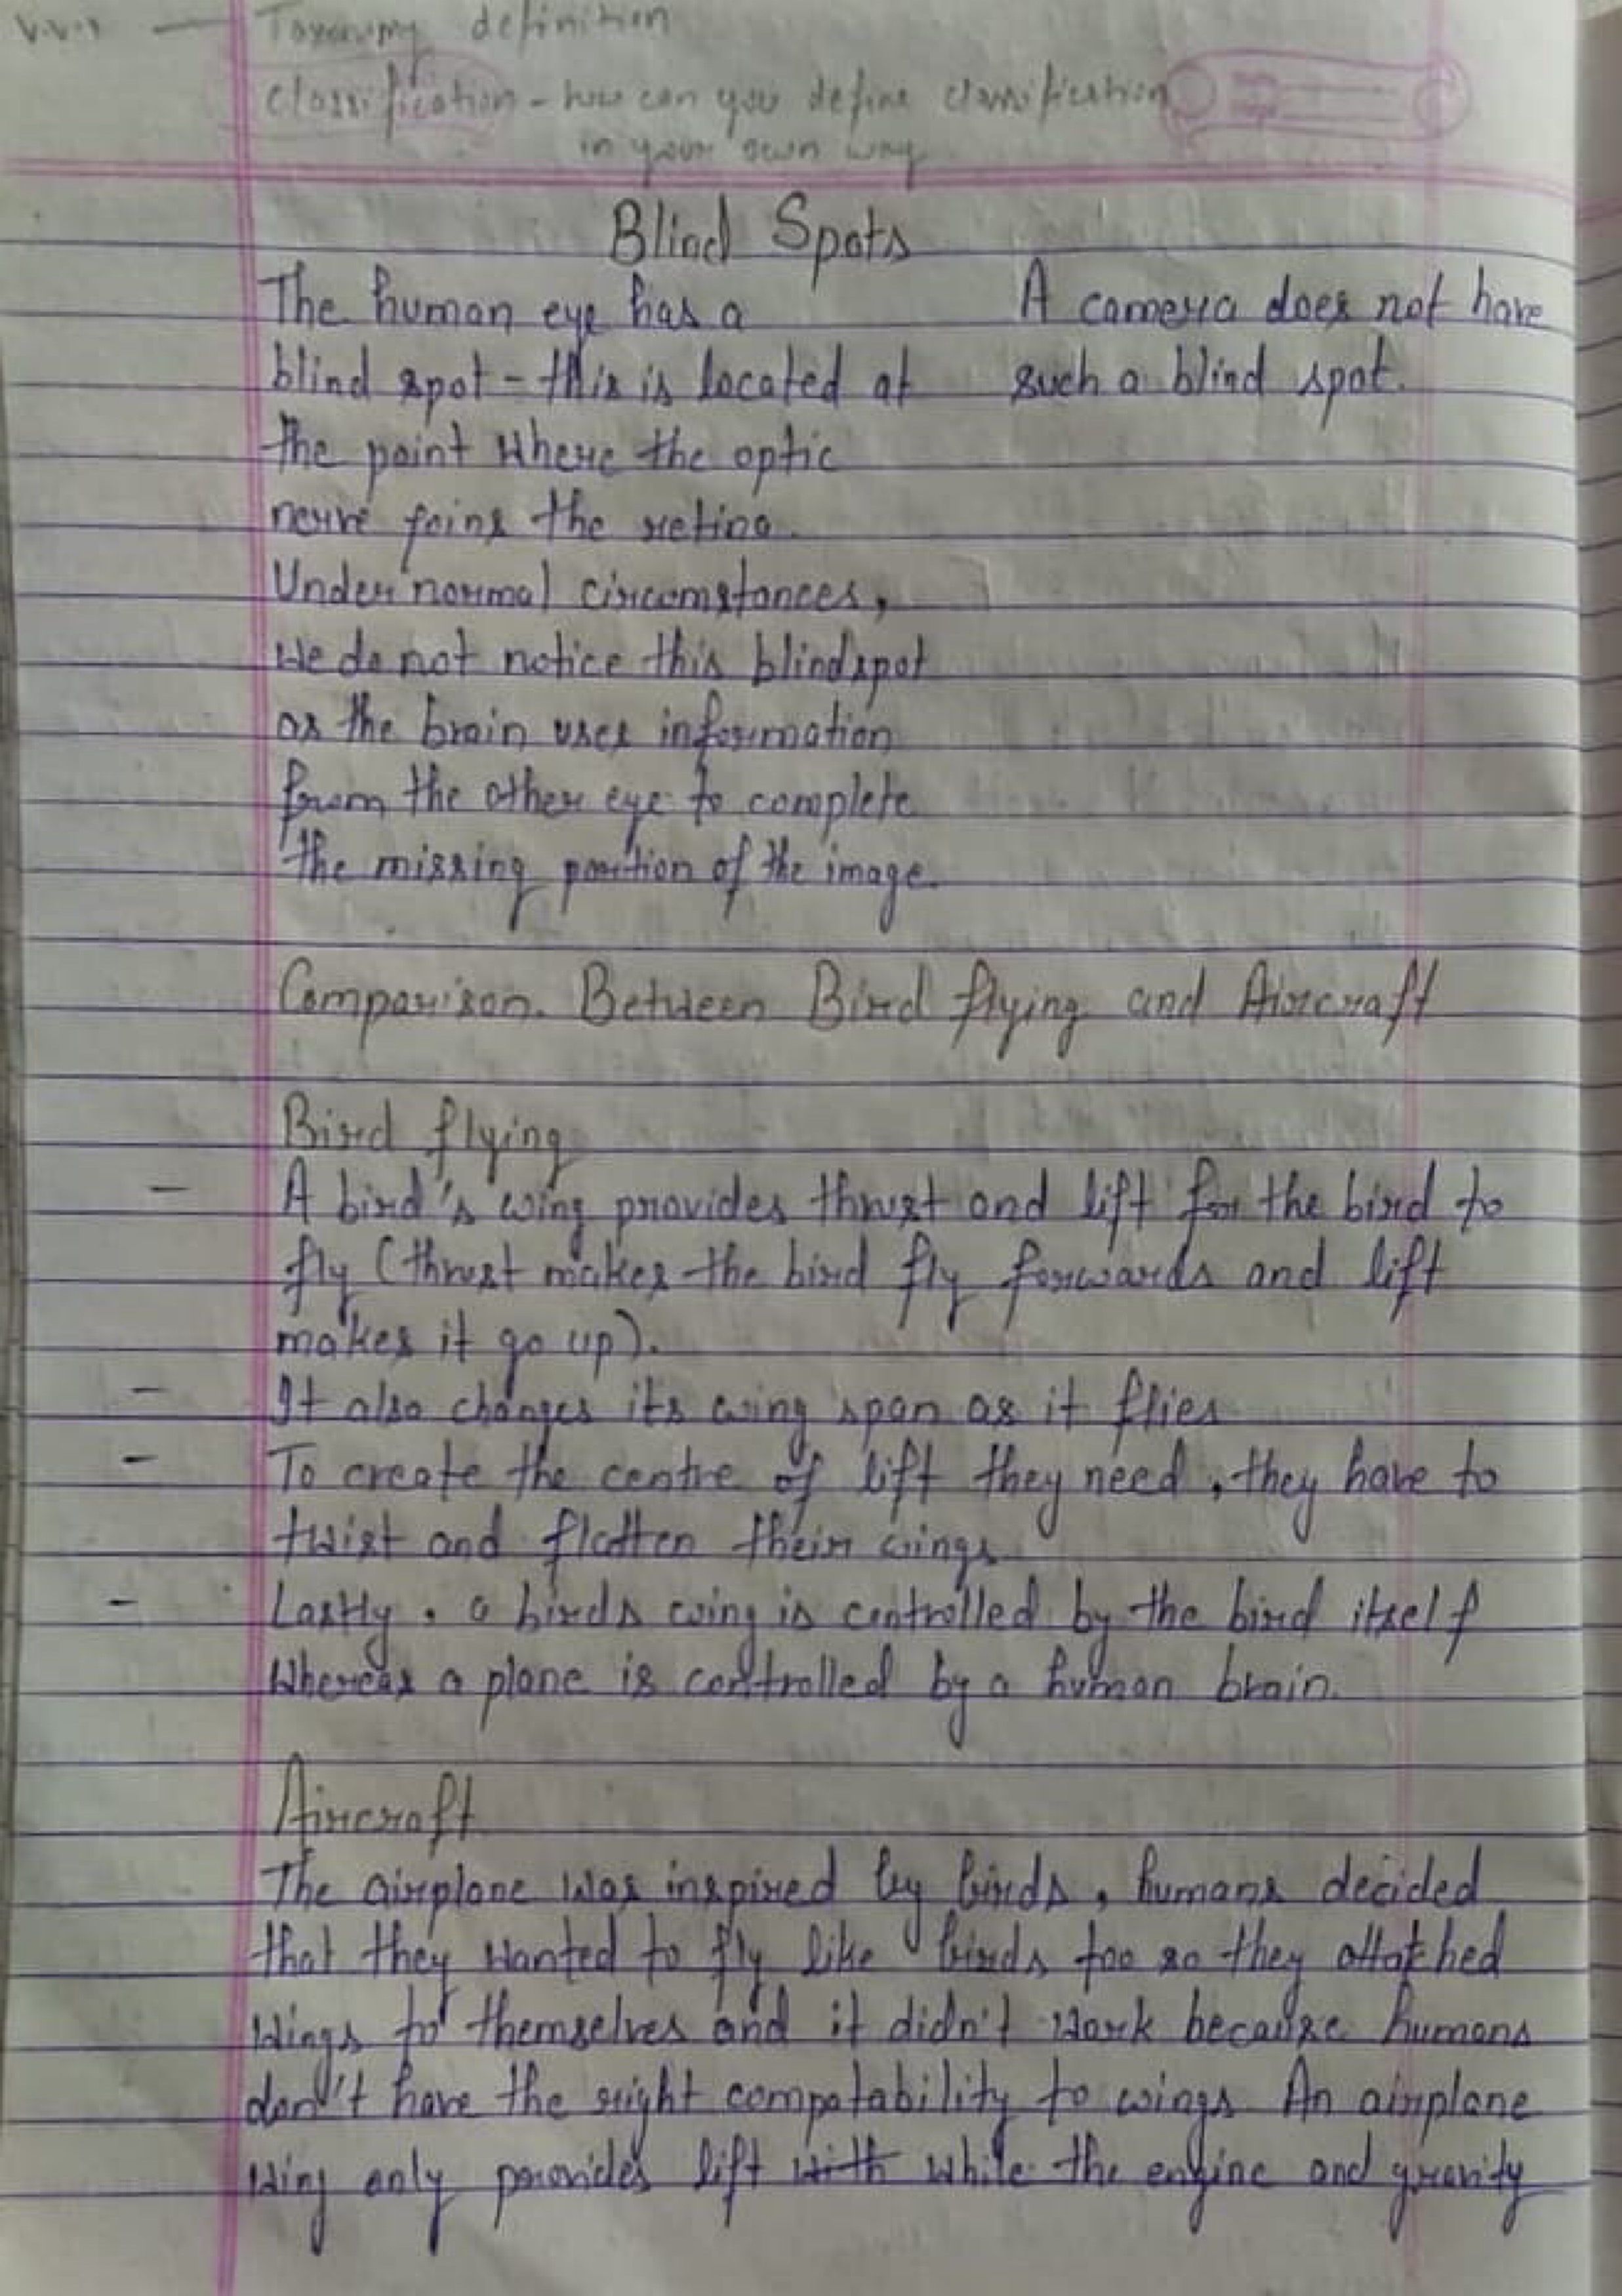 v.v.i — Taxonomy definition
Classification - how can you define classification
in your own way
Blind Spots
The human eye has a
blind spot - this is located at
the point where the optic
nerve joins the retina.
Under normal circumstances,
we do not notice this blindspot
as the brain uses information
from the other eye to complete
the missing portion of the image.
A camera does not have
such a blind spot.
Comparison Between Bird flying and Aircraft
Bird flying
- A bird's wing provides thrust and lift for the bird to
fly (thrust makes the bird fly forwards and lift
makes it go up).
- It also changes its wing span as it flies
- To create the centre of lift they need, they have to
twist and flatten their wings
- Lastly, a birds wing is controlled by the bird itself
whereas a plane is controlled by a human brain.
Aircraft
The airplane was inspired by birds, humans decided
that they wanted to fly like birds too so they attatched
wings to themselves and it didn't work because humans
don't have the right compatability to wings. An airplane
wing only provides lift with while the engine and gravity